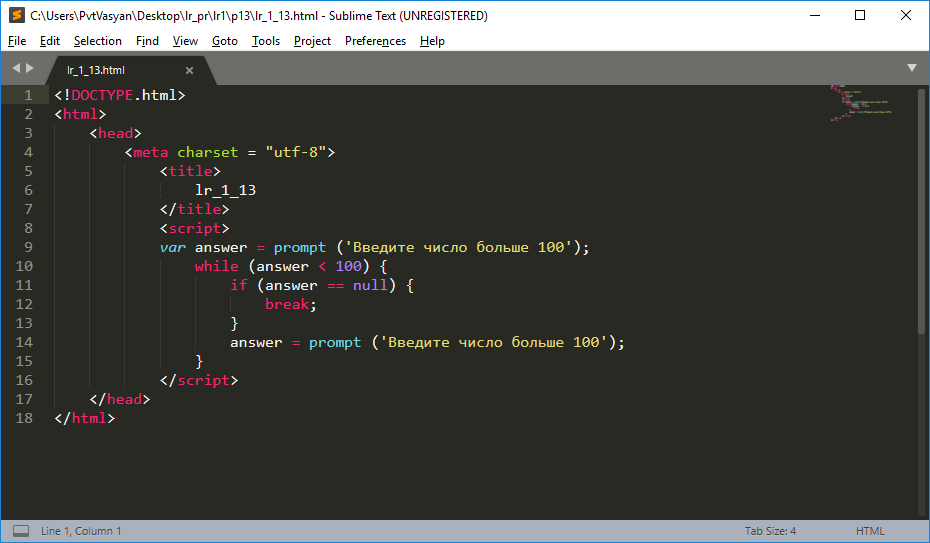 C:\Users\PvtVasyan\Desktop\lr_pr\lr1\p13\lr_1_13.html - Sublime Text (UNREGISTERED)
File Edit Selection Find View Goto Tools Project Preferences Help
lr_1_13.html ×
1 <!DOCTYPE.html>
2 <html>
3 <head>
4 <meta charset = "utf-8">
5 <title>
6 lr_1_13
7 </title>
8 <script>
9 var answer = prompt ('Введите число больше 100');
10 while (answer < 100) {
11 if (answer == null) {
12 break;
13 }
14 answer = prompt ('Введите число больше 100');
15 }
16 </script>
17 </head>
18 </html>
Line 1, Column 1 Tab Size: 4 HTML